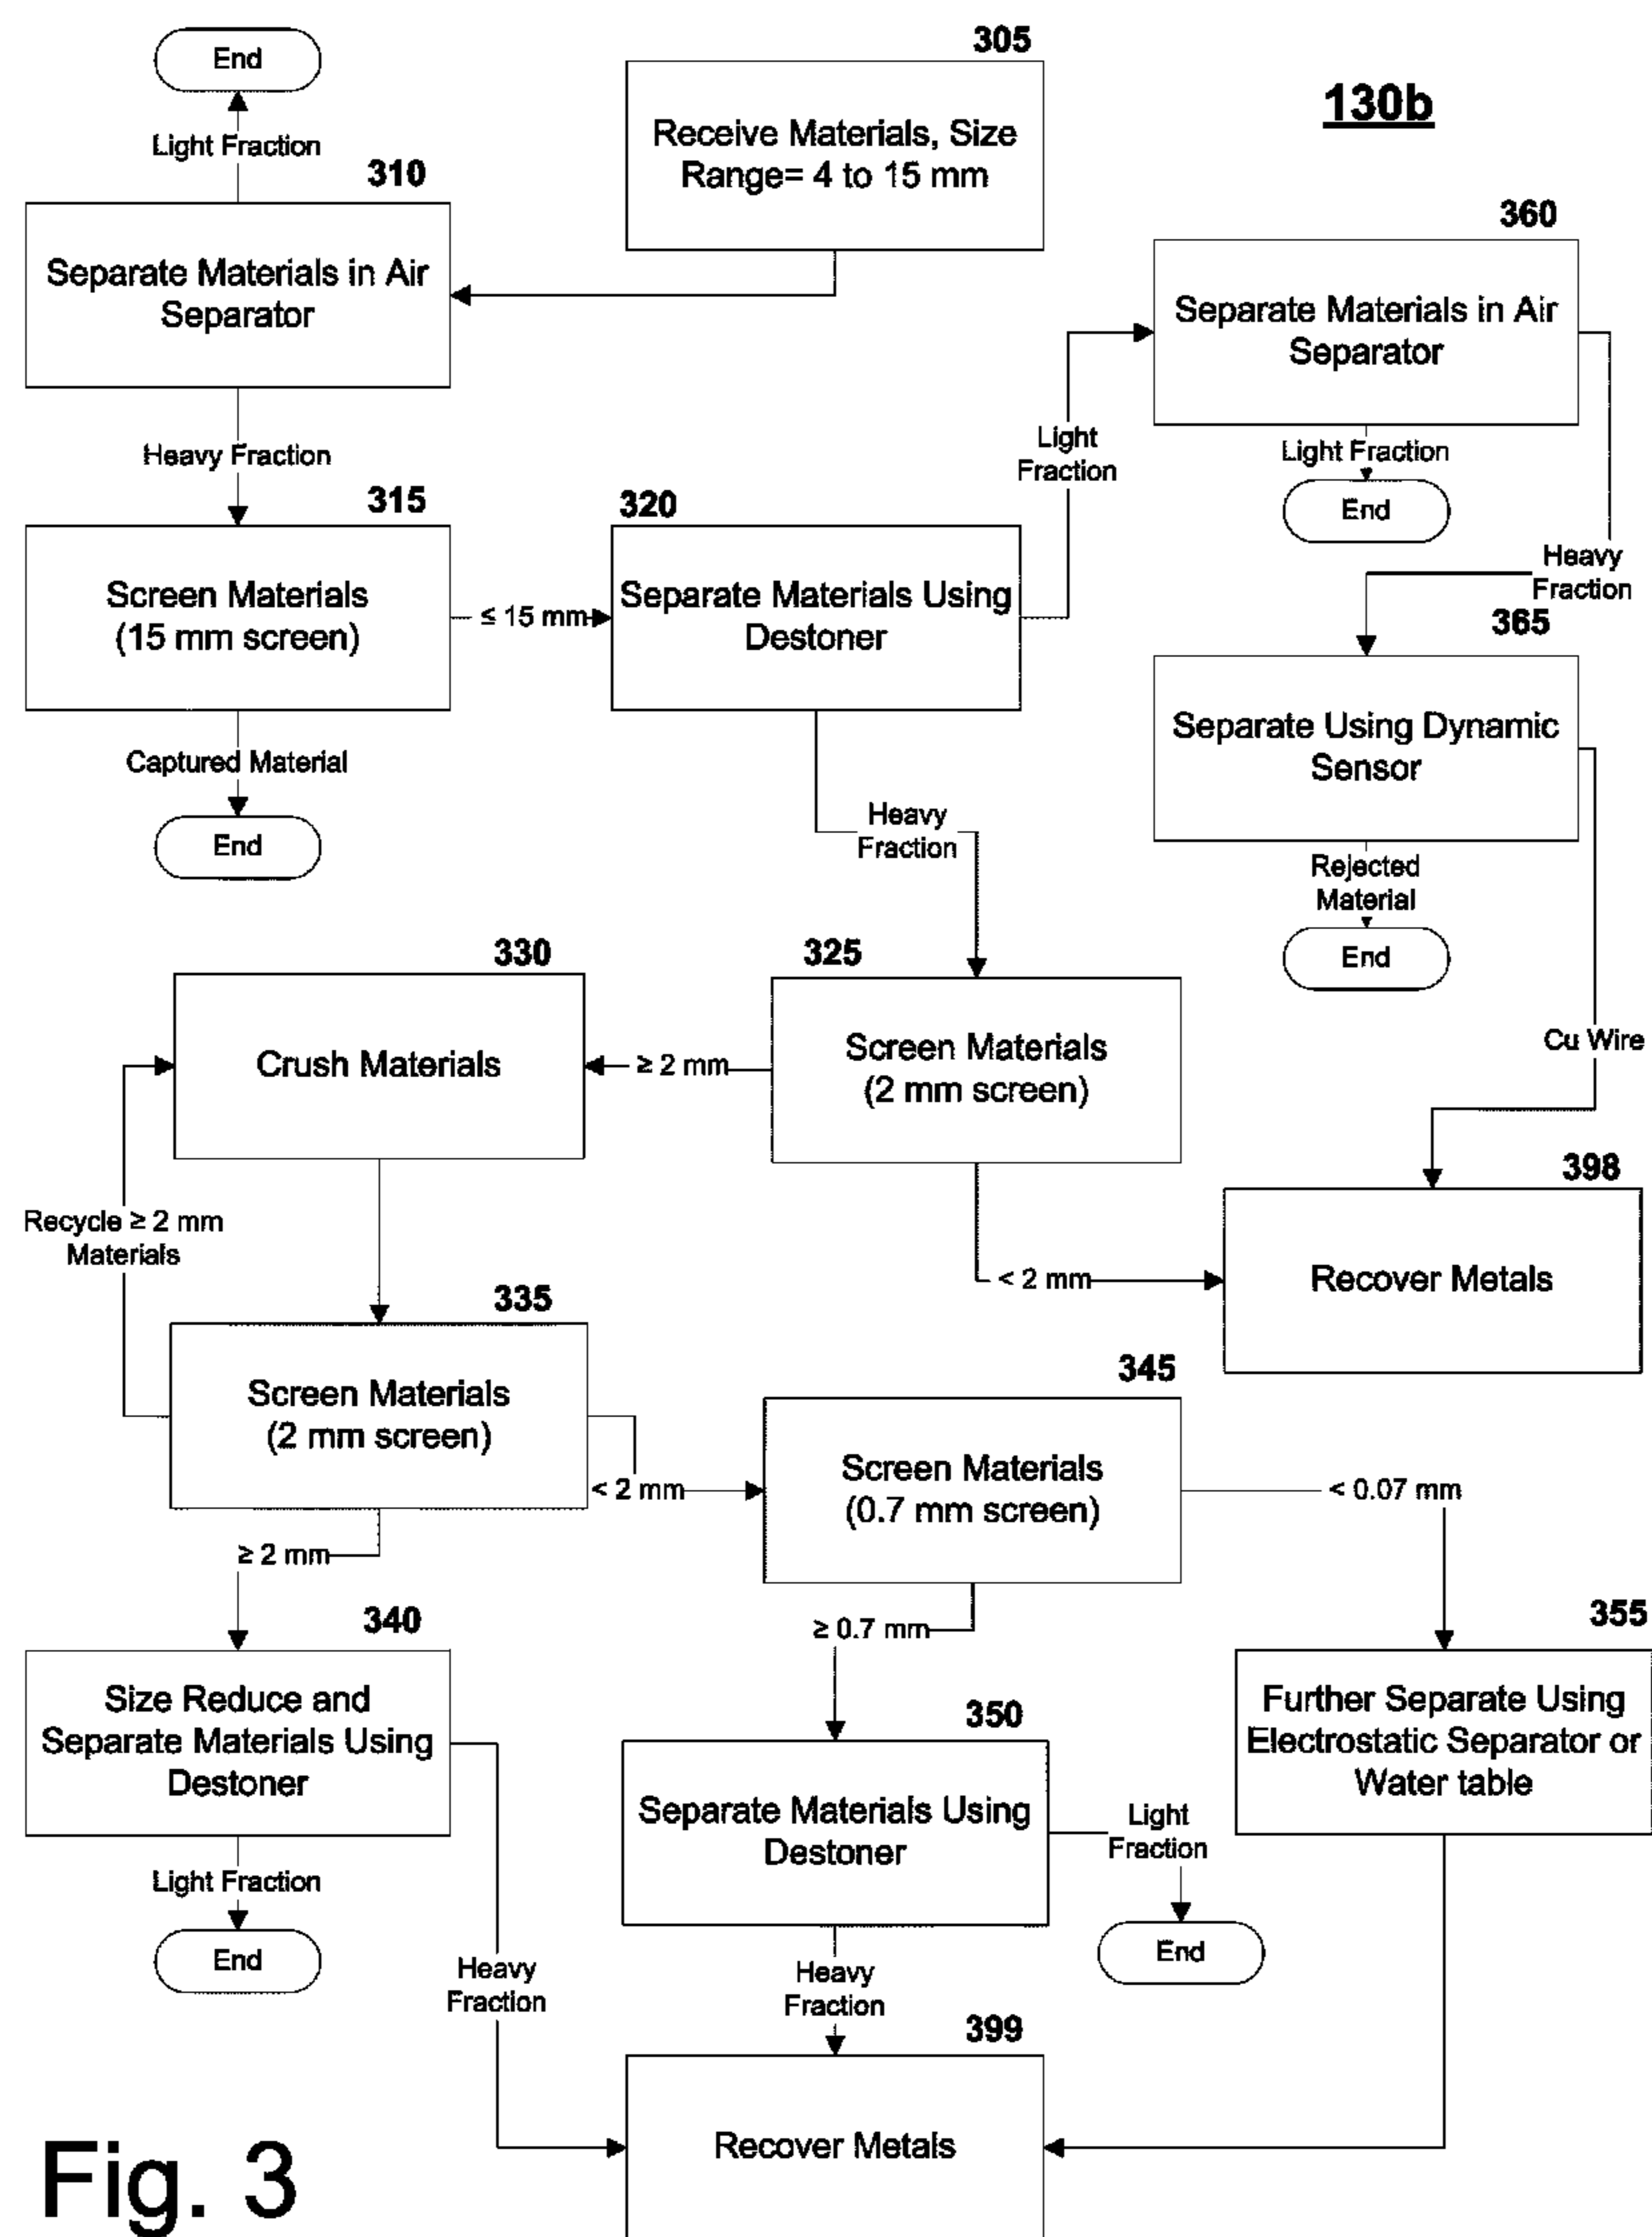 End
305
130b
Receive Materials, Size
Range= 4 to 15 mm
Light Fraction
310
Separate Materials in Air
Separator
360
Separate Materials in Air
Separator
Heavy Fraction
Light
Fraction
Light Fraction
End
Heavy
Fraction
315
Screen Materials
(15 mm screen)
≤ 15 mm
320
Separate Materials Using
Destoner
365
Separate Using Dynamic
Sensor
Captured Material
End
Heavy
Fraction
Rejected
Material
End
Cu Wire
330
Crush Materials
≥ 2 mm
325
Screen Materials
(2 mm screen)
398
Recover Metals
< 2 mm
Recycle ≥ 2 mm
Materials
335
Screen Materials
(2 mm screen)
< 2 mm
345
Screen Materials
(0.7 mm screen)
< 0.07 mm
≥ 2 mm
≥ 0.7 mm
340
Size Reduce and
Separate Materials Using
Destoner
350
Separate Materials Using
Destoner
355
Further Separate Using
Electrostatic Separator or
Water table
Light
Fraction
End
Light Fraction
End
Heavy
Fraction
Heavy
Fraction
399
Recover Metals
Fig. 3